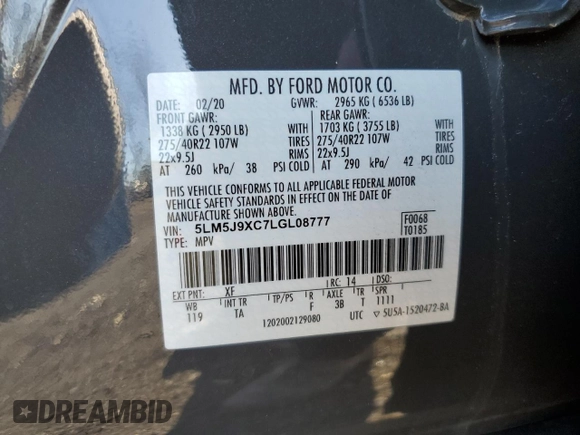 MFD. BY FORD MOTOR CO.
DATE: 02/20 GVWR: 2965 KG ( 6536 LB)
FRONT GAWR: REAR GAWR:
1338 KG ( 2950 LB) WITH 1703 KG ( 3755 LB) WITH
275/40R22 107W TIRES 275/40R22 107W TIRES
22x9.5J RIMS 22x9.5J RIMS
AT 260 kPa/ 38 PSI COLD AT 290 kPa/ 42 PSI COLD
THIS VEHICLE CONFORMS TO ALL APPLICABLE FEDERAL MOTOR
VEHICLE SAFETY STANDARDS IN EFFECT ON THE DATE OF
MANUFACTURE SHOWN ABOVE.
VIN: 5LM5J9XC7LGL08777 F0068
TYPE: MPV T0185
EXT PNT: XF RC: 14 DSO:
WB INT TR TP/PS R AXLE TR SPR
119 TA F 3B T 1111
1202002129080 UTC ▽ 5U5A-1520472-BA
DREAMBID